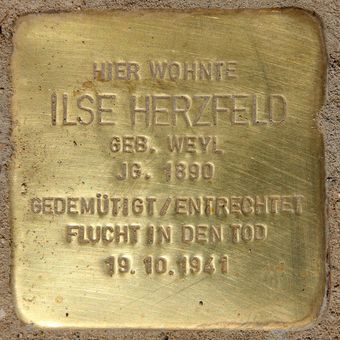 HIER WOHNTE
ILSE HERZFELD
GEB. WEYL
JG. 1890
GEDEMÜTIGT/ENTRECHTET
FLUCHT IN DEN TOD
19.10.1941